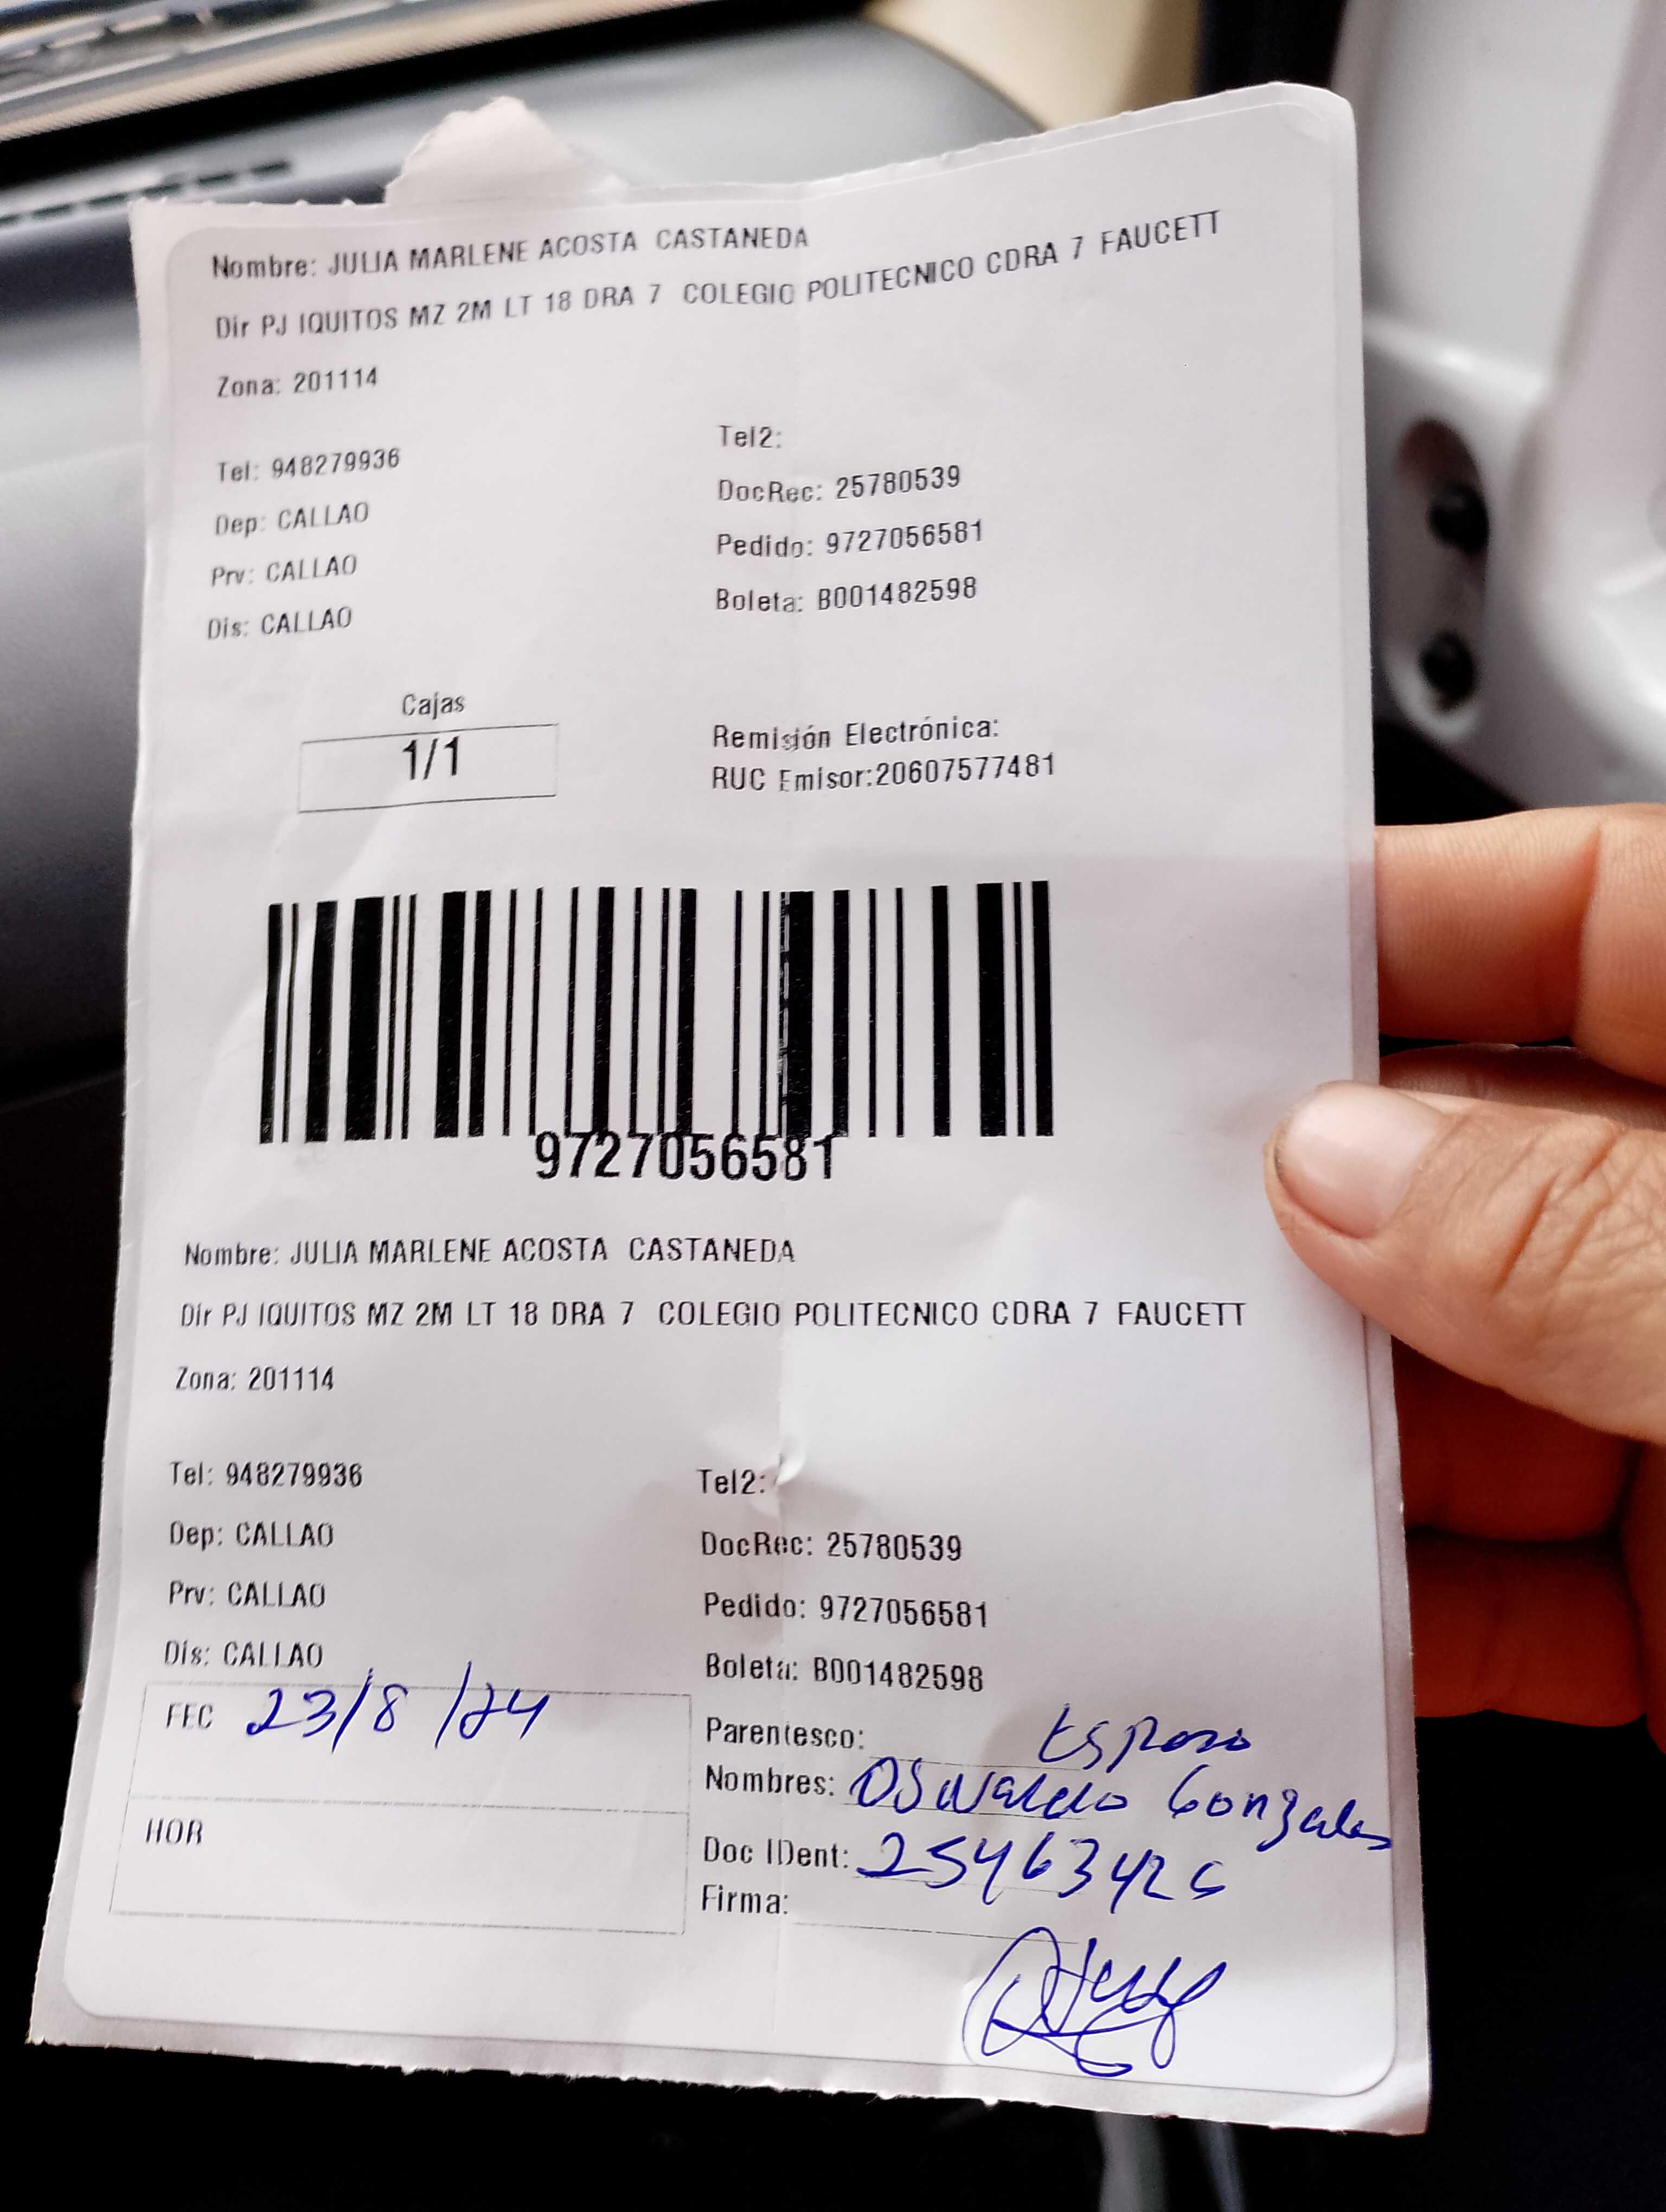 Nombre: JULIA MARLENE ACOSTA CASTANEDA
Dir PJ IQUITOS MZ 2M LT 18 DRA 7 COLEGIO POLITECNICO CDRA 7 FAUCETT
Zona: 201114
Tel: 948279936
Tel2:
Dep: CALLAO
DocRec: 25780539
Prv: CALLAO
Pedido: 9727056581
Dis: CALLAO
Boleta: B001482598
Cajas
1/1
Remisión Electrónica:
RUC Emisor:20607577481
9727056581
Nombre: JULIA MARLENE ACOSTA CASTANEDA
Dir PJ IQUITOS MZ 2M LT 18 DRA 7 COLEGIO POLITECNICO CDRA 7 FAUCETT
Zona: 201114
Tel: 948279936
Tel2:
Dep: CALLAO
DocRec: 25780539
Prv: CALLAO
Pedido: 9727056581
Dis: CALLAO
Boleta: B001482598
FEC 23/8/24
HOR
Parentesco: Esposo
Nombres: Oswaldo Gonzales
Doc IDent: 25463426
Firma: